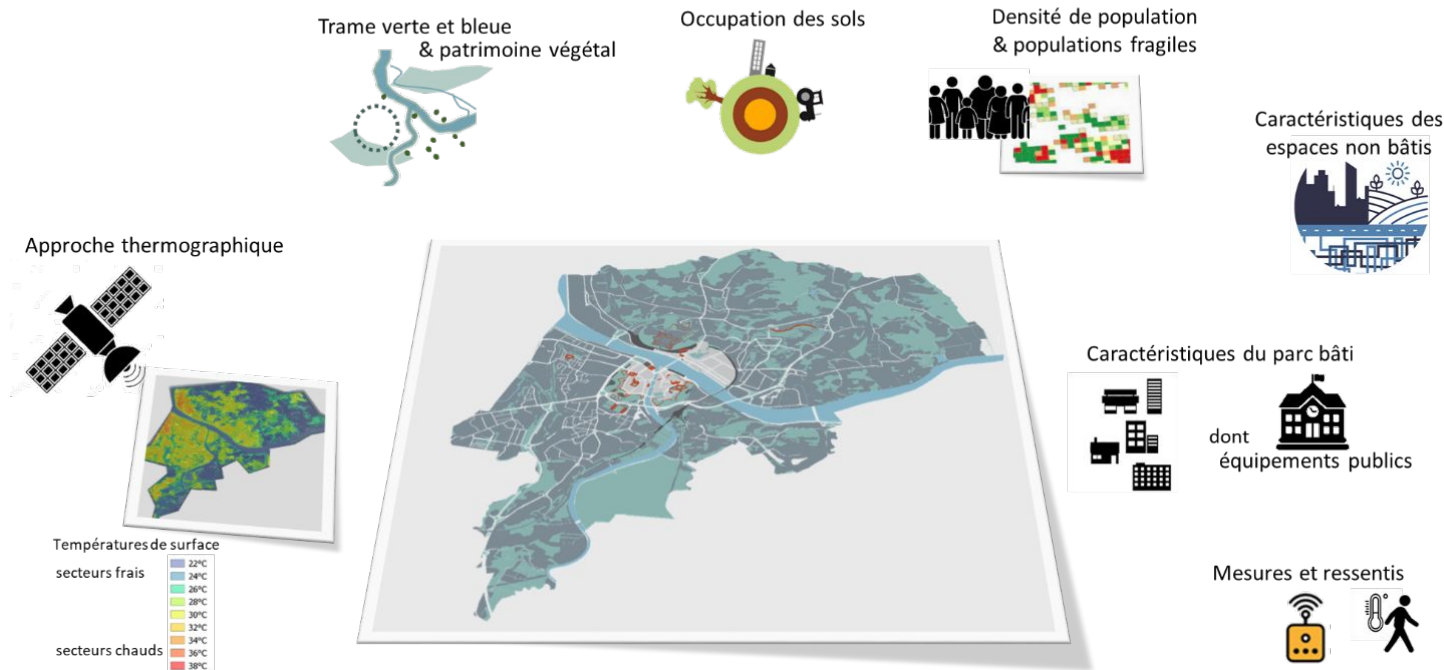 Trame verte et bleue
& patrimoine végétal
Occupation des sols
Densité de population
& populations fragiles
Caractéristiques des
espaces non bâtis
Approche thermographique
Caractéristiques du parc bâti
dont
équipements publics
Températures de surface
secteurs frais
22°C
24°C
26°C
28°C
30°C
32°C
34°C
secteurs chauds
36°C
38°C
Mesures et ressentis